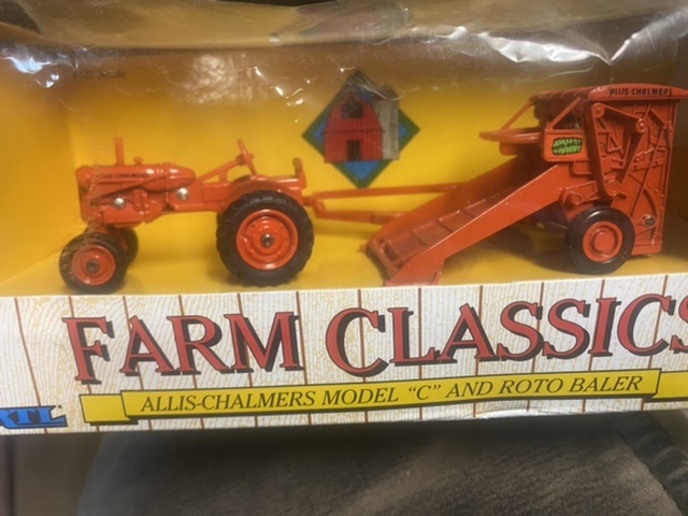 ALLIS-CHALMERS
FARM CLASSICS
ALLIS-CHALMERS MODEL "C" AND ROTO BALER